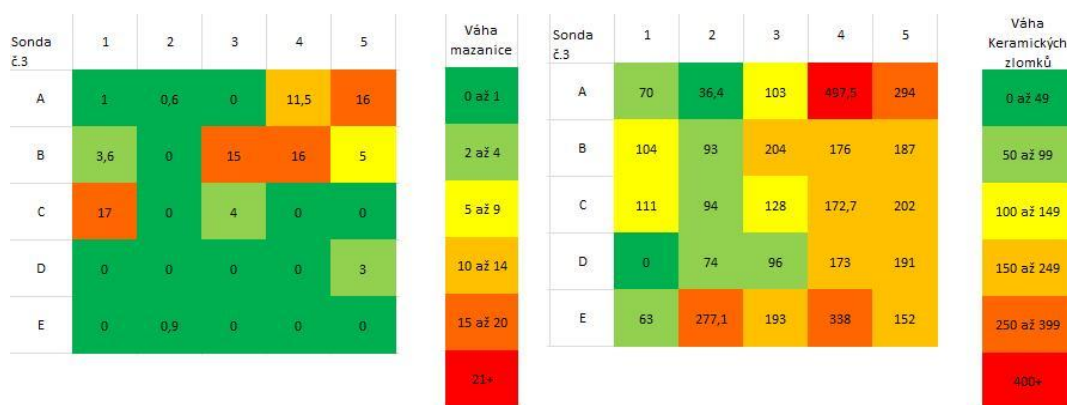 Sonda č.3 1 2 3 4 5
A 1 0,6 0 11,5 16
B 3,6 0 15 16 5
C 17 0 4 0 0
D 0 0 0 0 3
E 0 0,9 0 0 0
Váha
mazanice
0 až 1
2 až 4
5 až 9
10 až 14
15 až 20
21+
Sonda č.3 1 2 3 4 5
A 70 36,4 103 497,5 294
B 104 93 204 176 187
C 111 94 128 172,7 202
D 0 74 96 173 191
E 63 277,1 193 338 152
Váha
Keramických
zlomků
0 až 49
50 až 99
100 až 149
150 až 249
250 až 399
400+